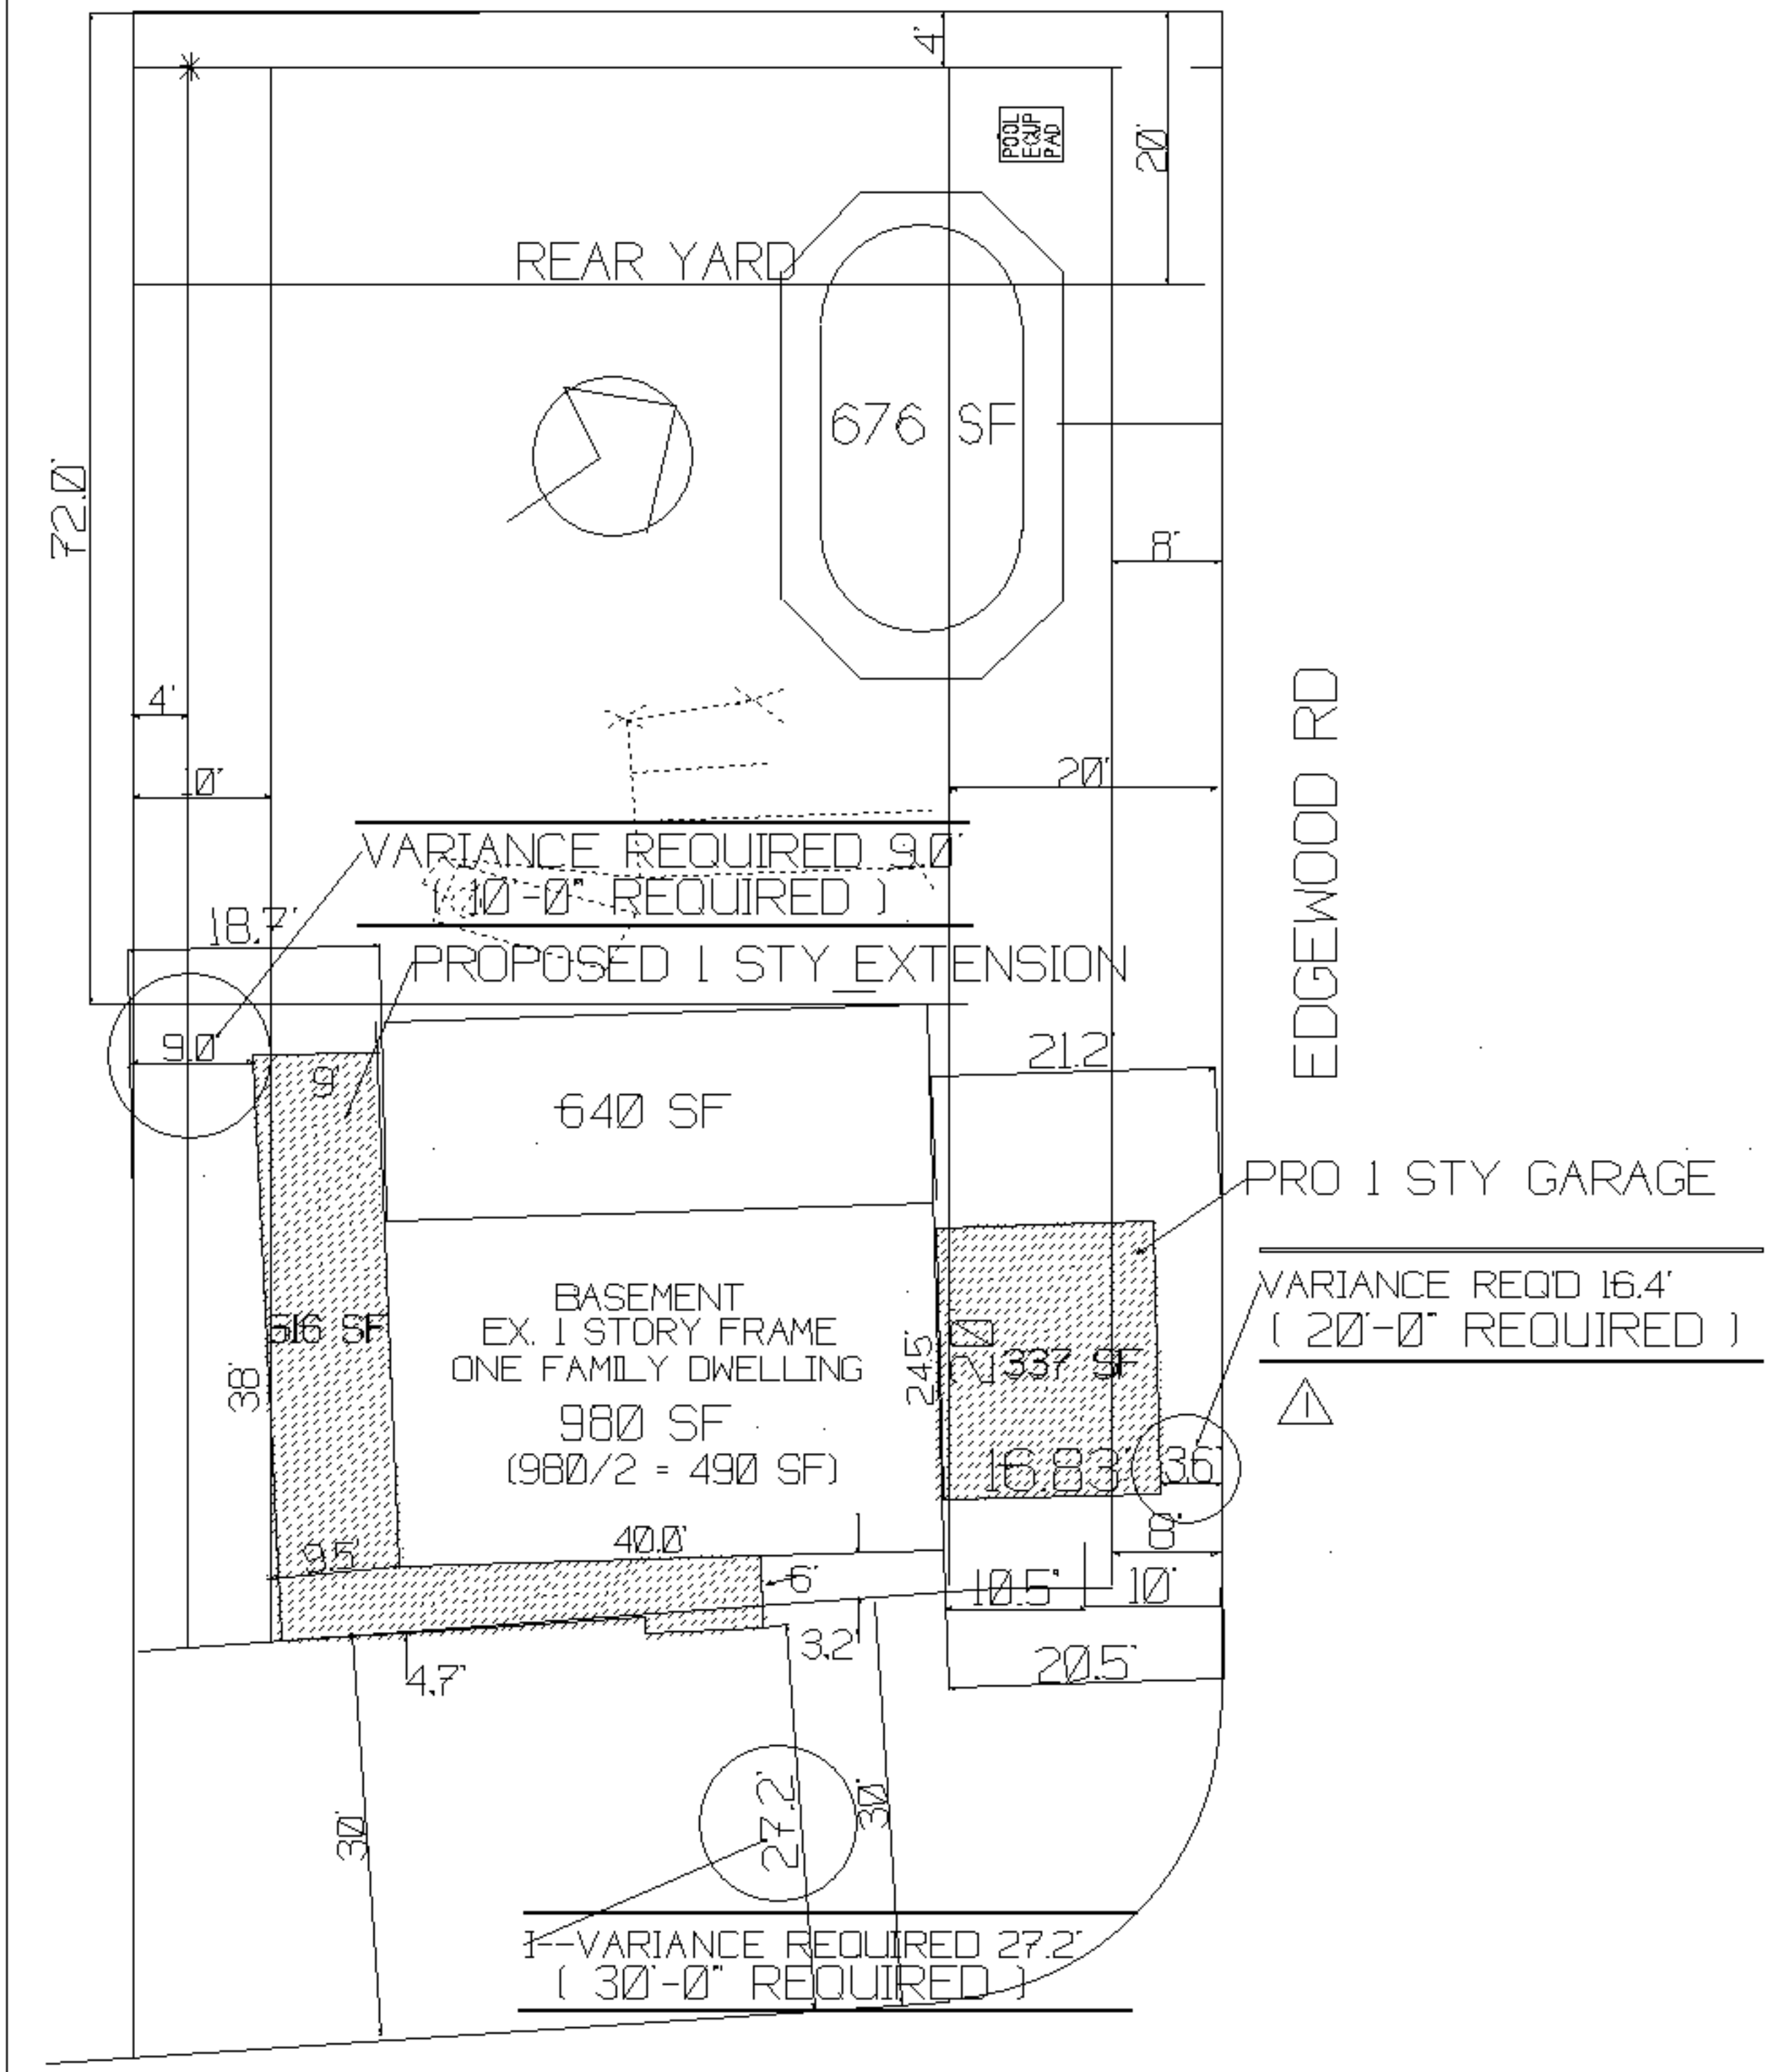 4'
POOL
EQUP
PAD
20'
REAR YARD
676 SF
72.0'
8'
4'
EDGEWOOD RD
10'
20'
VARIANCE REQUIRED 9.0'
( 10'-0" REQUIRED )
18.7'
PROPOSED 1 STY EXTENSION
9.0'
9'
21.2'
640 SF
PRO 1 STY GARAGE
VARIANCE REQ'D 16.4'
( 20'-0" REQUIRED )
BASEMENT
EX. 1 STORY FRAME
ONE FAMILY DWELLING
980 SF
(980/2 = 490 SF)
516 SF
38'
24.5'
337 SF
1
16.83'
3.6'
8'
9.5'
40.0'
6'
10.5'
10'
3.2'
4.7'
20.5'
30'
27.2'
30'
1--VARIANCE REQUIRED 27.2'
( 30'-0" REQUIRED )